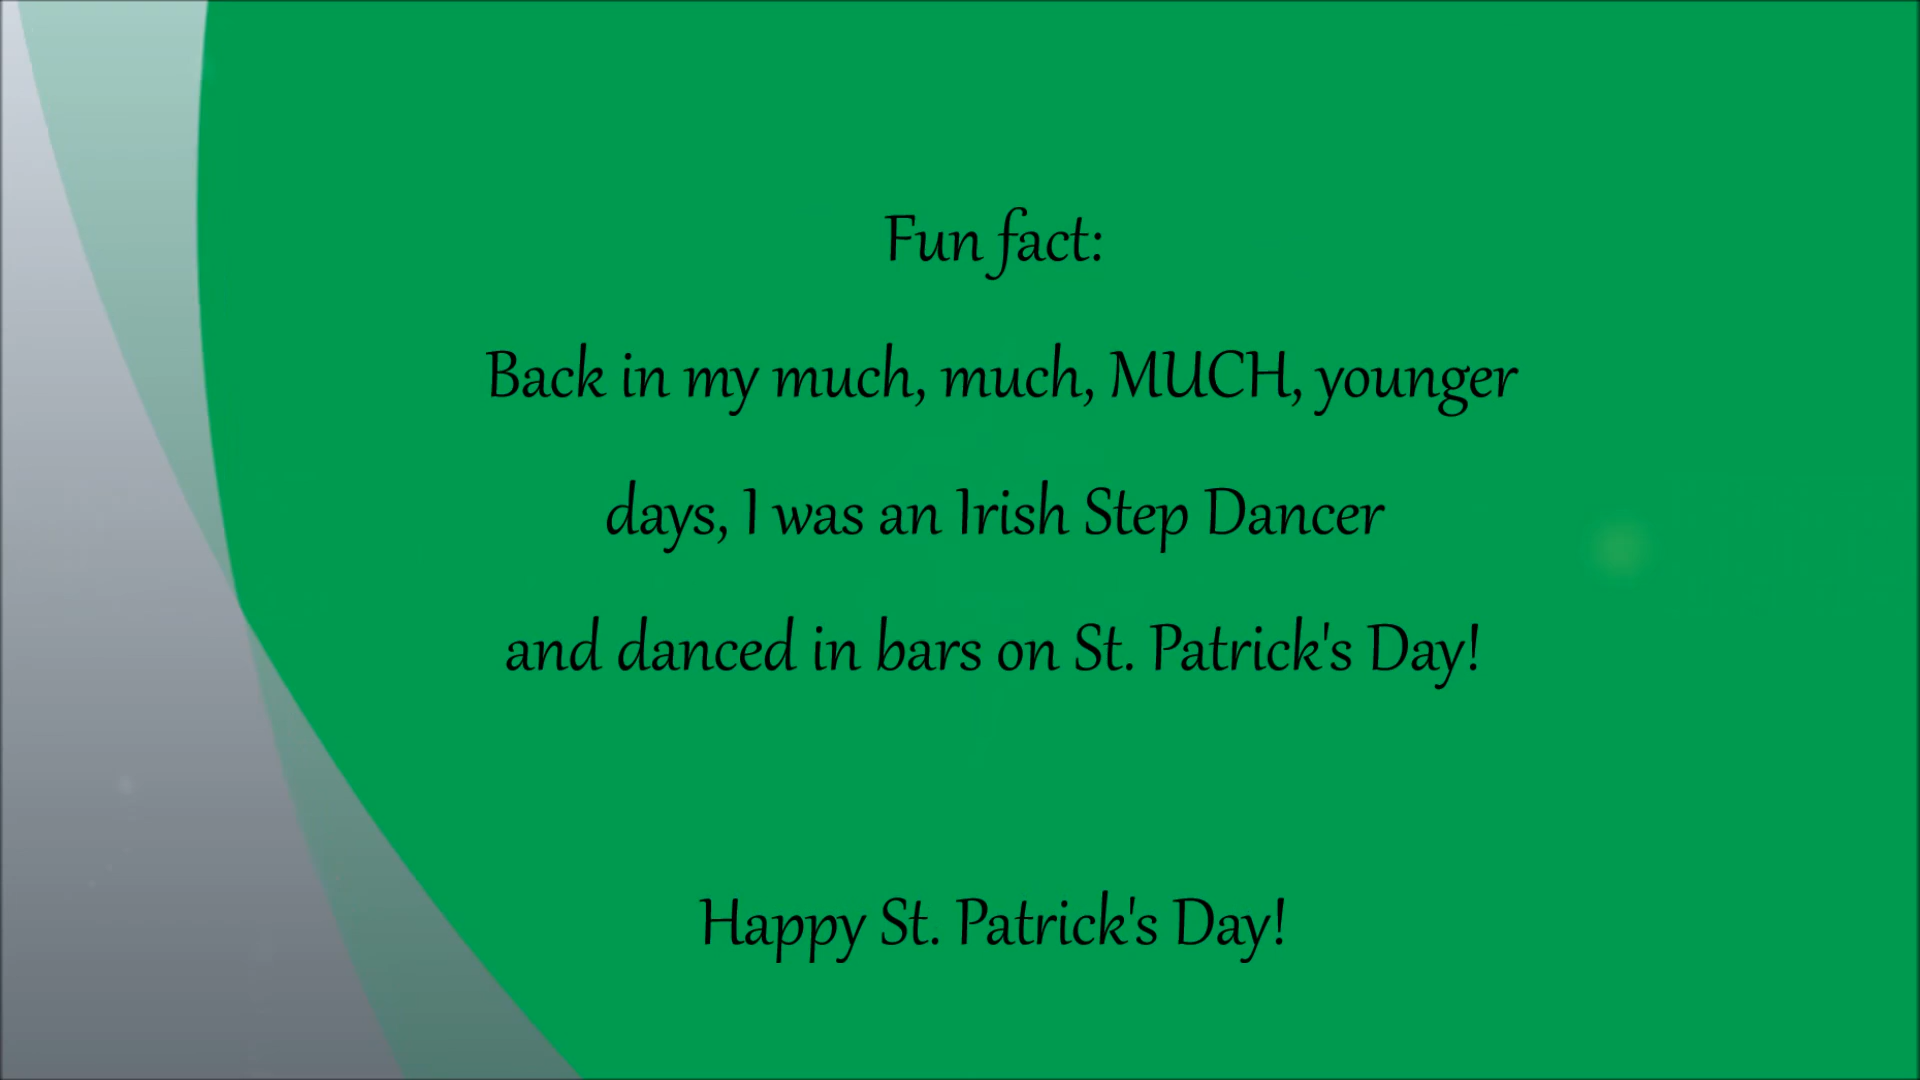 Fun fact:
Back in my much, much, MUCH, younger
days, I was an Irish Step Dancer
and danced in bars on St. Patrick's Day!
Happy St. Patrick's Day!